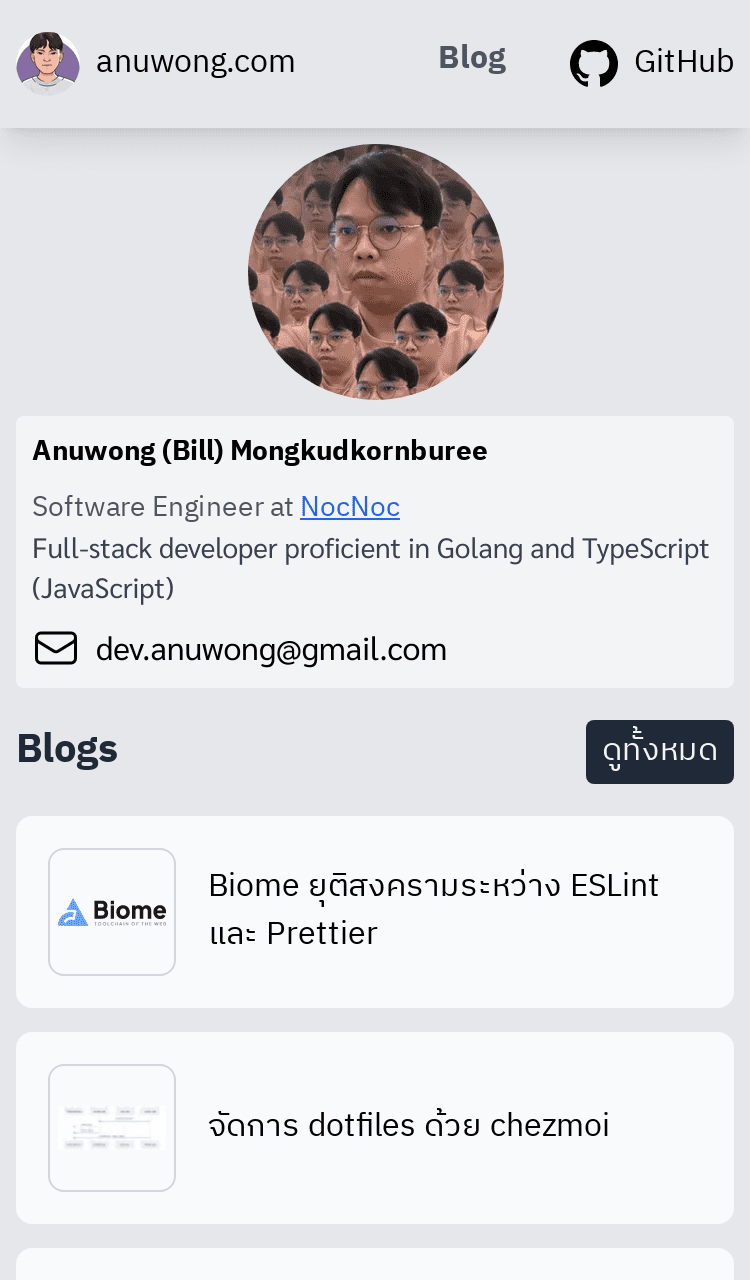 anuwong.com
Blog
GitHub
Anuwong (Bill) Mongkudkornburee
Software Engineer at NocNoc
Full-stack developer proficient in Golang and TypeScript
(JavaScript)
dev.anuwong@gmail.com
Blogs
ดูทั้งหมด
Biome
TOOLCHAIN OF THE WEB
Biome ยุติสงครามระหว่าง ESLint
และ Prettier
จัดการ dotfiles ด้วย chezmoi